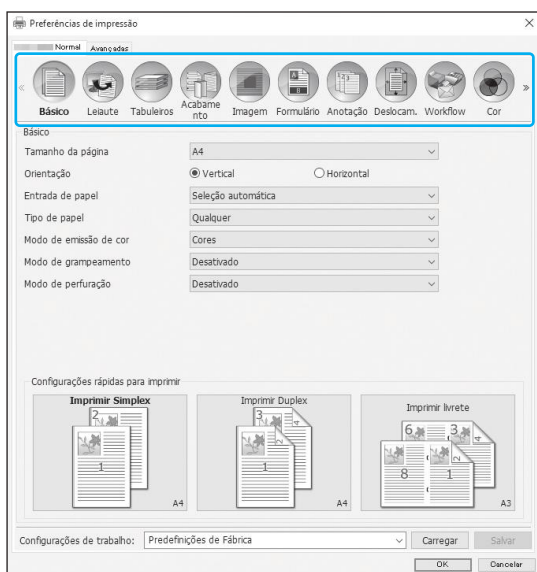 Preferências de impressão
Normal Avançadas
« Básico Leiaute Tabuleiros Acabame nto Imagem Formulário Anotação Deslocam. Workflow Cor »
Básico
Tamanho da página A4
Orientação Vertical Horizontal
Entrada de papel Seleção automática
Tipo de papel Qualquer
Modo de emissão de cor Cores
Modo de grampeamento Desativado
Modo de perfuração Desativado
Configurações rápidas para imprimir
Imprimir Simplex Imprimir Duplex Imprimir livrete
2 3 4 6 3 4
1 1 2 8 1 2
A4 A4 A3
Configurações de trabalho: Predefinições de Fábrica Carregar Salvar
OK Cancelar